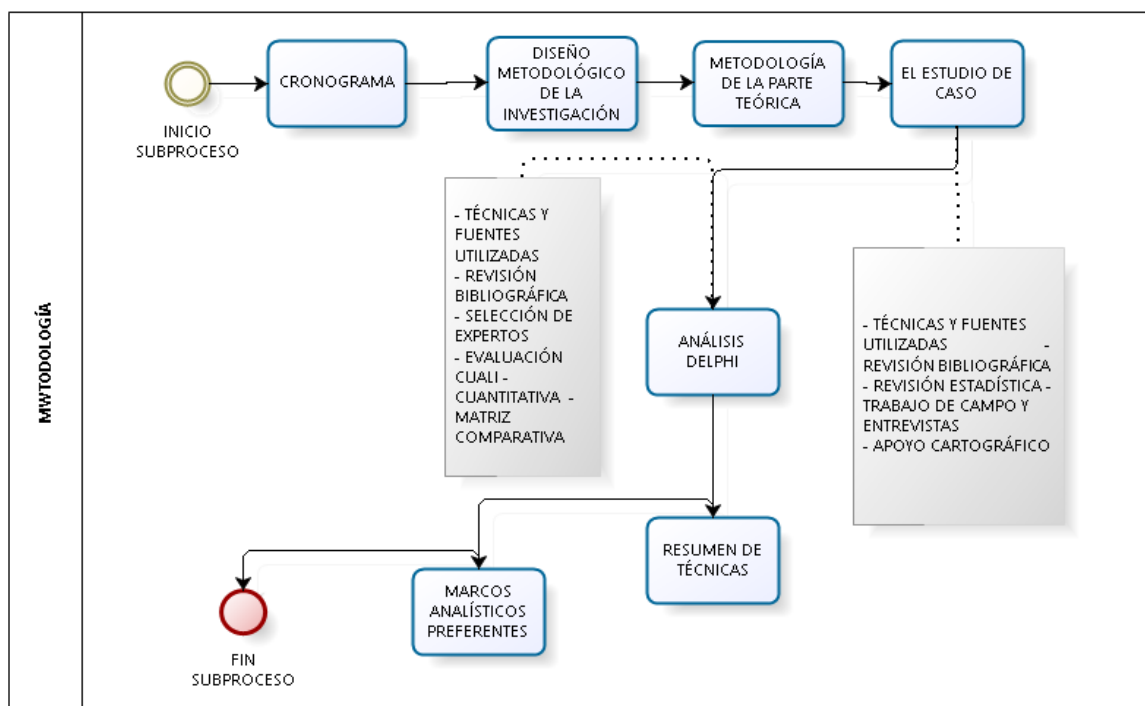 MWTODOLOGÍA
INICIO
SUBPROCESO
CRONOGRAMA
DISEÑO
METODOLÓGICO
DE LA
INVESTIGACIÓN
METODOLOGÍA
DE LA PARTE
TEÓRICA
EL ESTUDIO DE
CASO
- TÉCNICAS Y
FUENTES
UTILIZADAS
- REVISIÓN
BIBLIOGRÁFICA
- SELECCIÓN DE
EXPERTOS
- EVALUACIÓN
CUALI -
CUANTITATIVA -
MATRIZ
COMPARATIVA
ANÁLISIS
DELPHI
- TÉCNICAS Y FUENTES
UTILIZADAS -
REVISIÓN BIBLIOGRÁFICA
- REVISIÓN ESTADÍSTICA -
TRABAJO DE CAMPO Y
ENTREVISTAS
- APOYO CARTOGRÁFICO
RESUMEN DE
TÉCNICAS
MARCOS
ANALÍSTICOS
PREFERENTES
FIN
SUBPROCESO